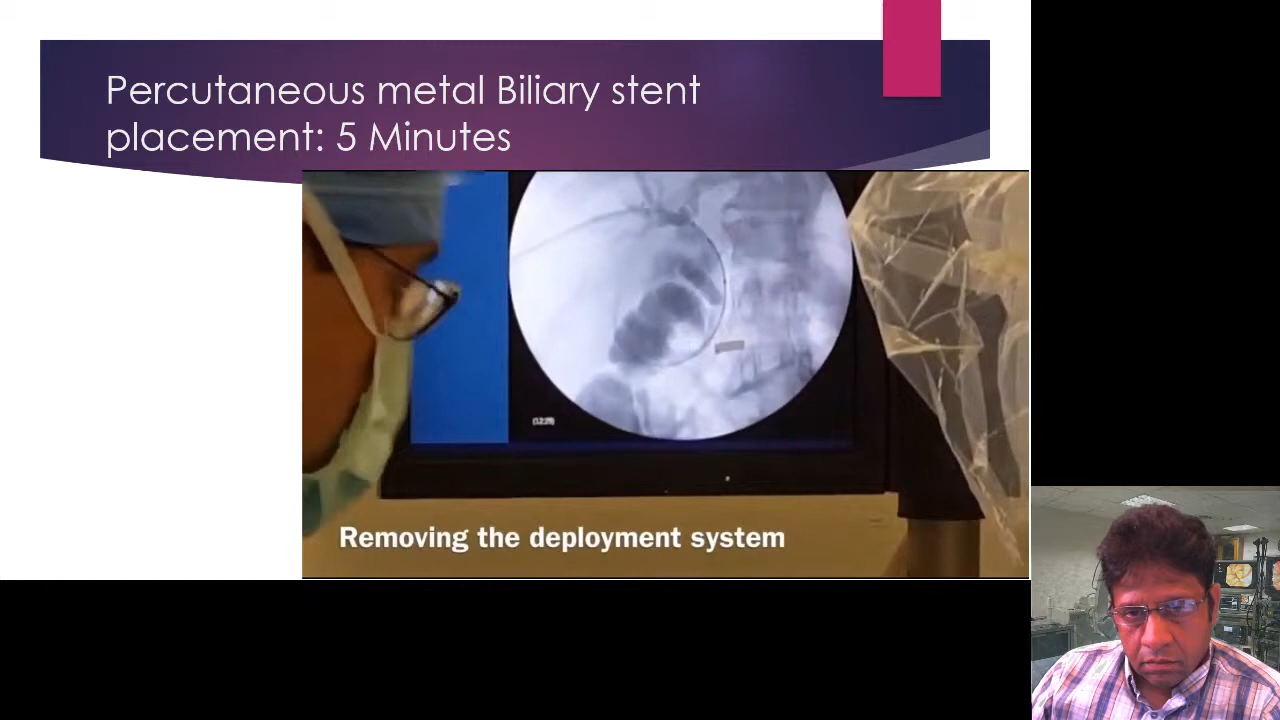 Percutaneous metal Biliary stent
placement: 5 Minutes
Removing the deployment system